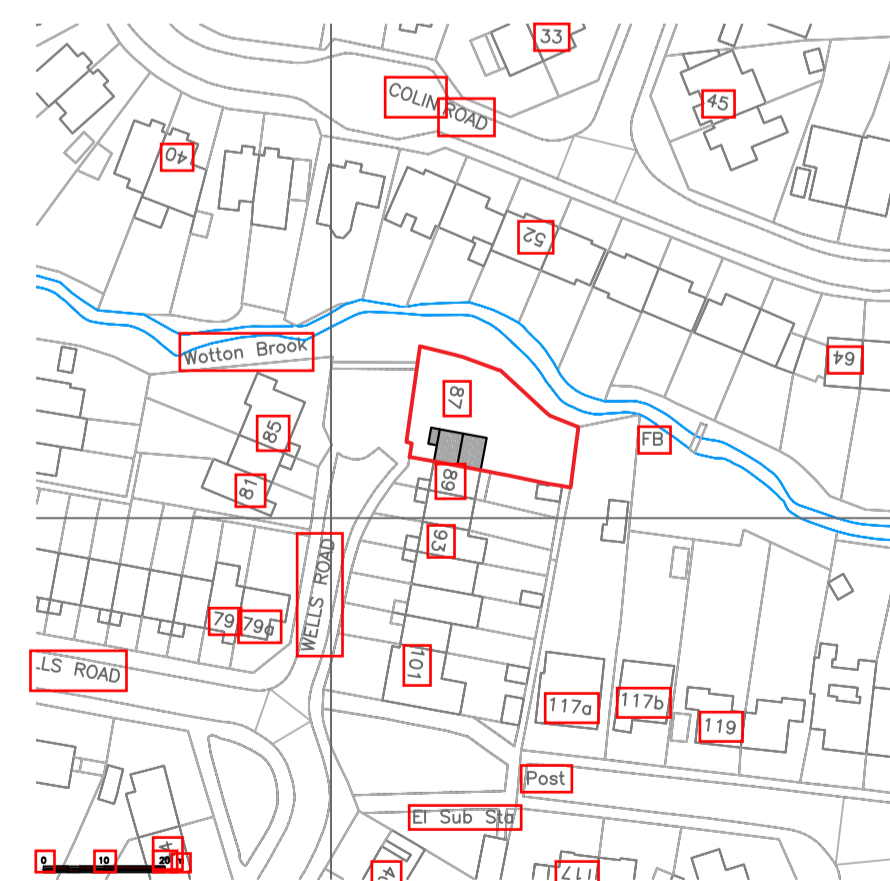 33
COLIN ROAD
45
40
52
Wotton Brook
64
87
85
FB
89
81
93
WELLS ROAD
79
79a
101
LS ROAD
117a
117b
119
Post
El Sub Sta
0 10 20
117